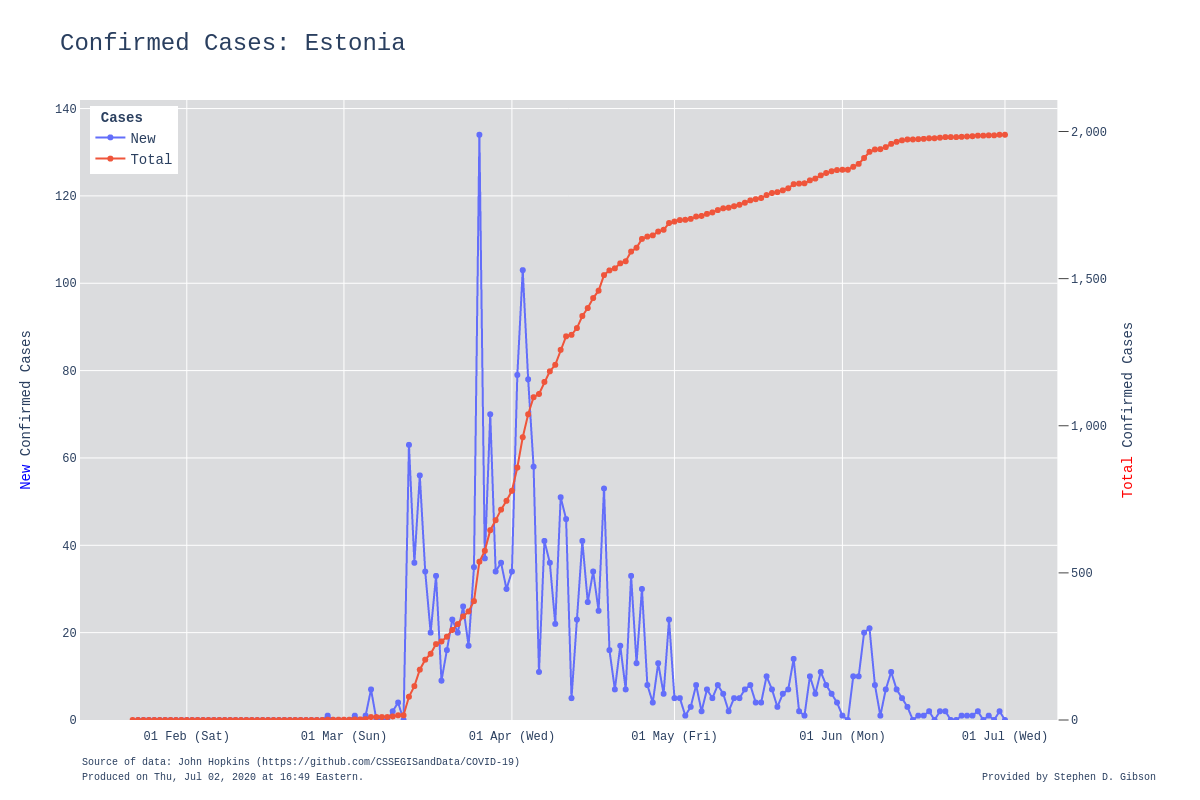 Confirmed Cases: Estonia
Cases
New
Total
140
120
100
80
60
40
20
0
2,000
1,500
1,000
500
0
New Confirmed Cases
Total Confirmed Cases
01 Feb (Sat)
01 Mar (Sun)
01 Apr (Wed)
01 May (Fri)
01 Jun (Mon)
01 Jul (Wed)
Source of data: John Hopkins (https://github.com/CSSEGISandData/COVID-19)
Produced on Thu, Jul 02, 2020 at 16:49 Eastern.
Provided by Stephen D. Gibson